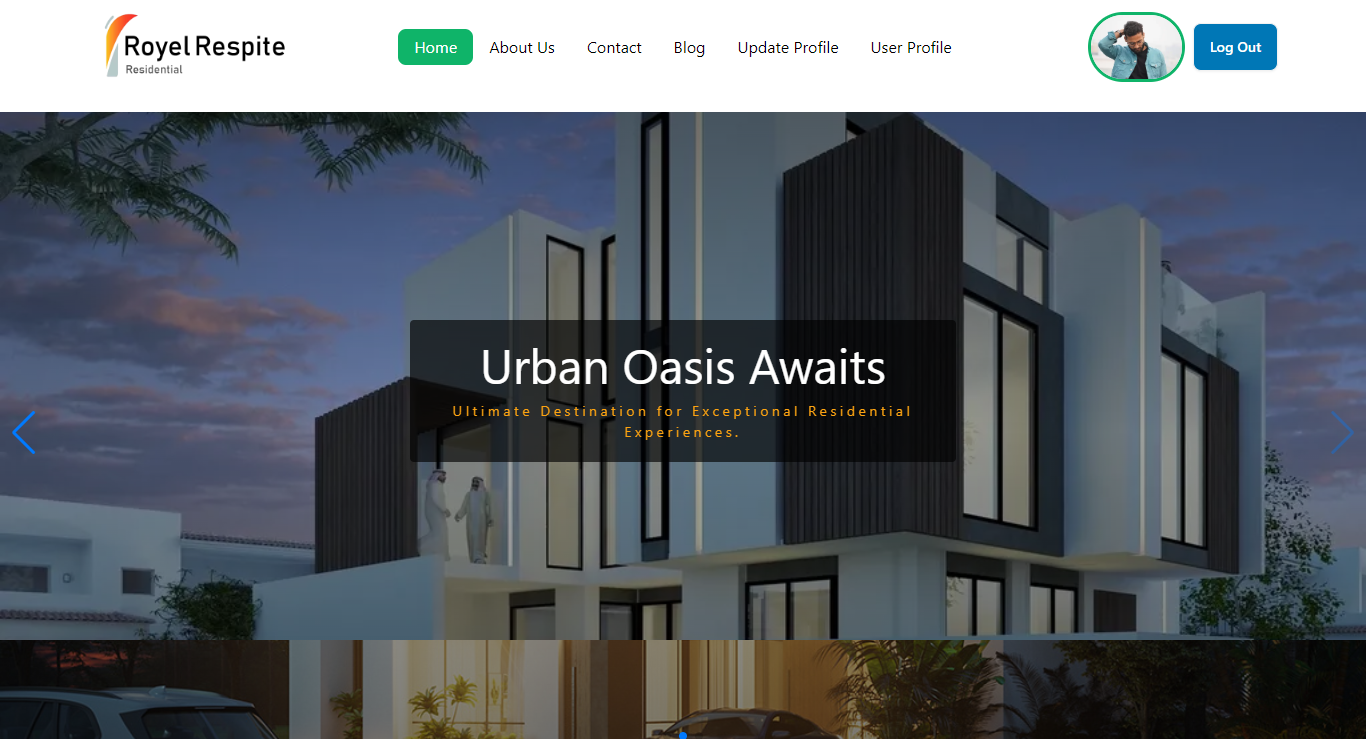 Royel Respite
Residential
Home
About Us
Contact
Blog
Update Profile
User Profile
Log Out
Urban Oasis Awaits
Ultimate Destination for Exceptional Residential
Experiences.